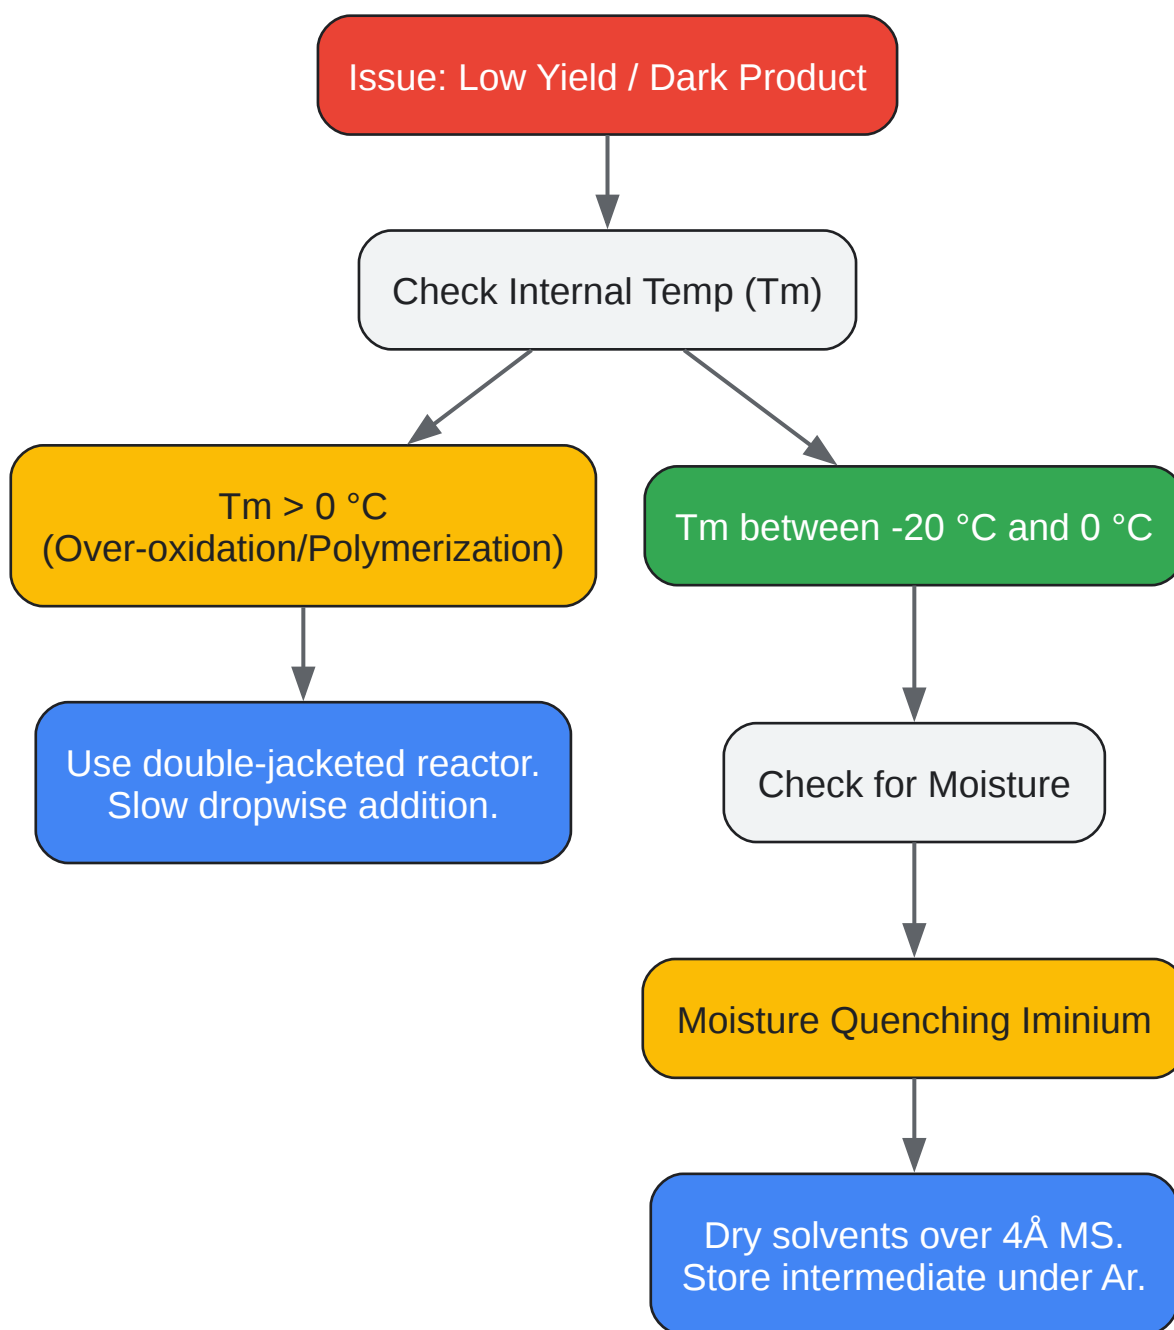 Issue: Low Yield / Dark Product
Check Internal Temp (Tm)
Tm > 0 °C
(Over-oxidation/Polymerization)
Tm between -20 °C and 0 °C
Use double-jacketed reactor.
Slow dropwise addition.
Check for Moisture
Moisture Quenching Iminium
Dry solvents over 4Å MS.
Store intermediate under Ar.